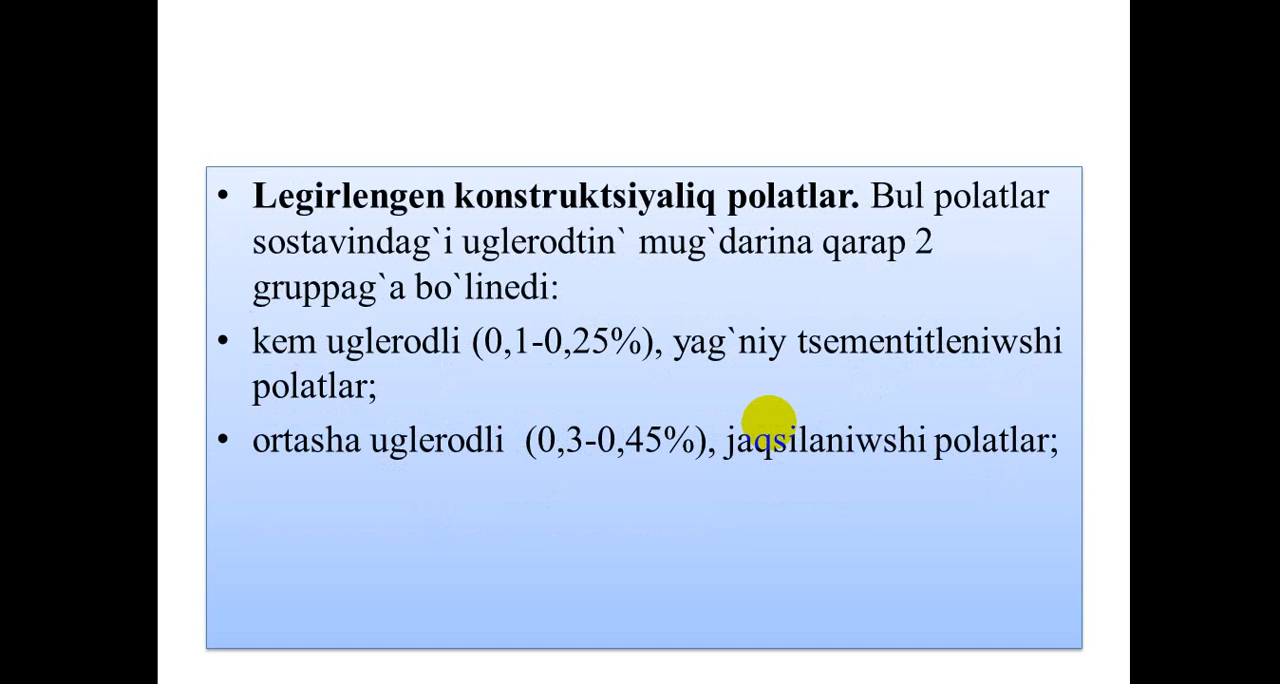 • Legirlengen konstruktsiyaliq polatlar. Bul polatlar
sostavindag`i uglerodtin` mug`darina qarap 2
gruppag`a bo`linedi:
• kem uglerodli (0,1-0,25%), yag`niy tsementitleniwshi
polatlar;
• ortasha uglerodli (0,3-0,45%), jaqsilaniwshi polatlar;